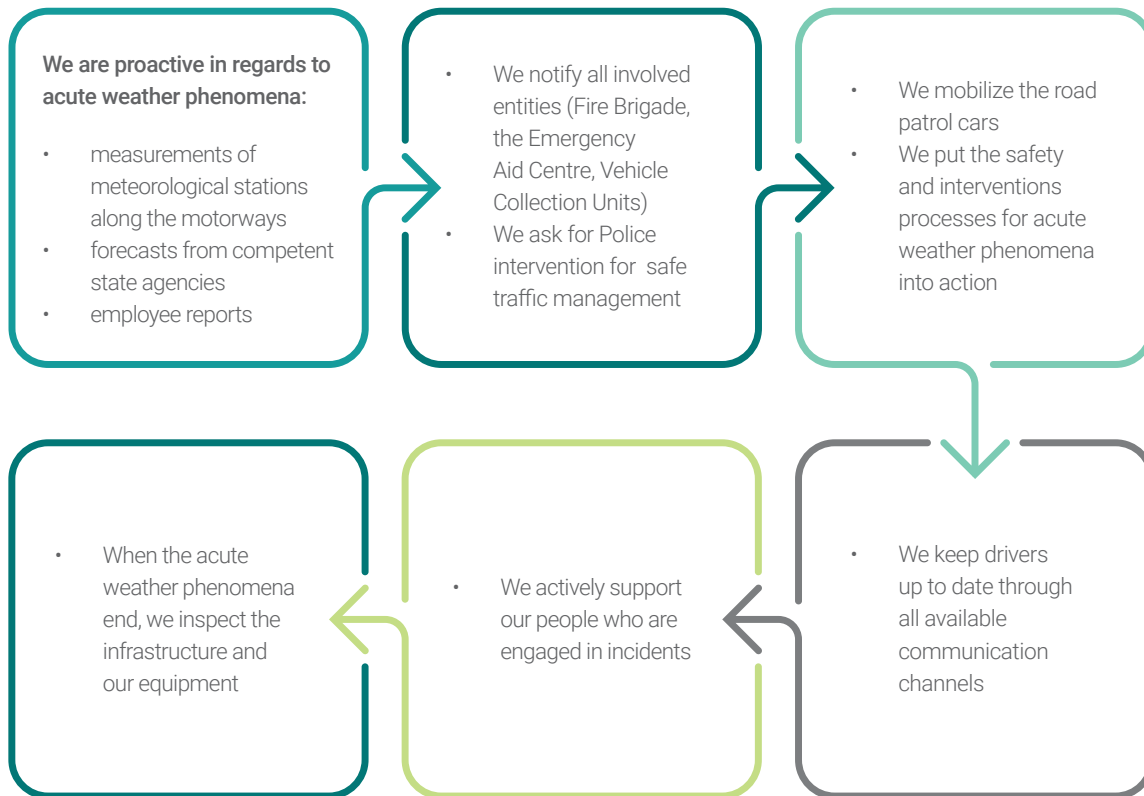 We are proactive in regards to
acute weather phenomena:
• measurements of
meteorological stations
along the motorways
• forecasts from competent
state agencies
• employee reports
• We notify all involved
entities (Fire Brigade,
the Emergency
Aid Centre, Vehicle
Collection Units)
• We ask for Police
intervention for safe
traffic management
• We mobilize the road
patrol cars
• We put the safety
and interventions
processes for acute
weather phenomena
into action
• We keep drivers
up to date through
all available
communication
channels
• We actively support
our people who are
engaged in incidents
• When the acute
weather phenomena
end, we inspect the
infrastructure and
our equipment